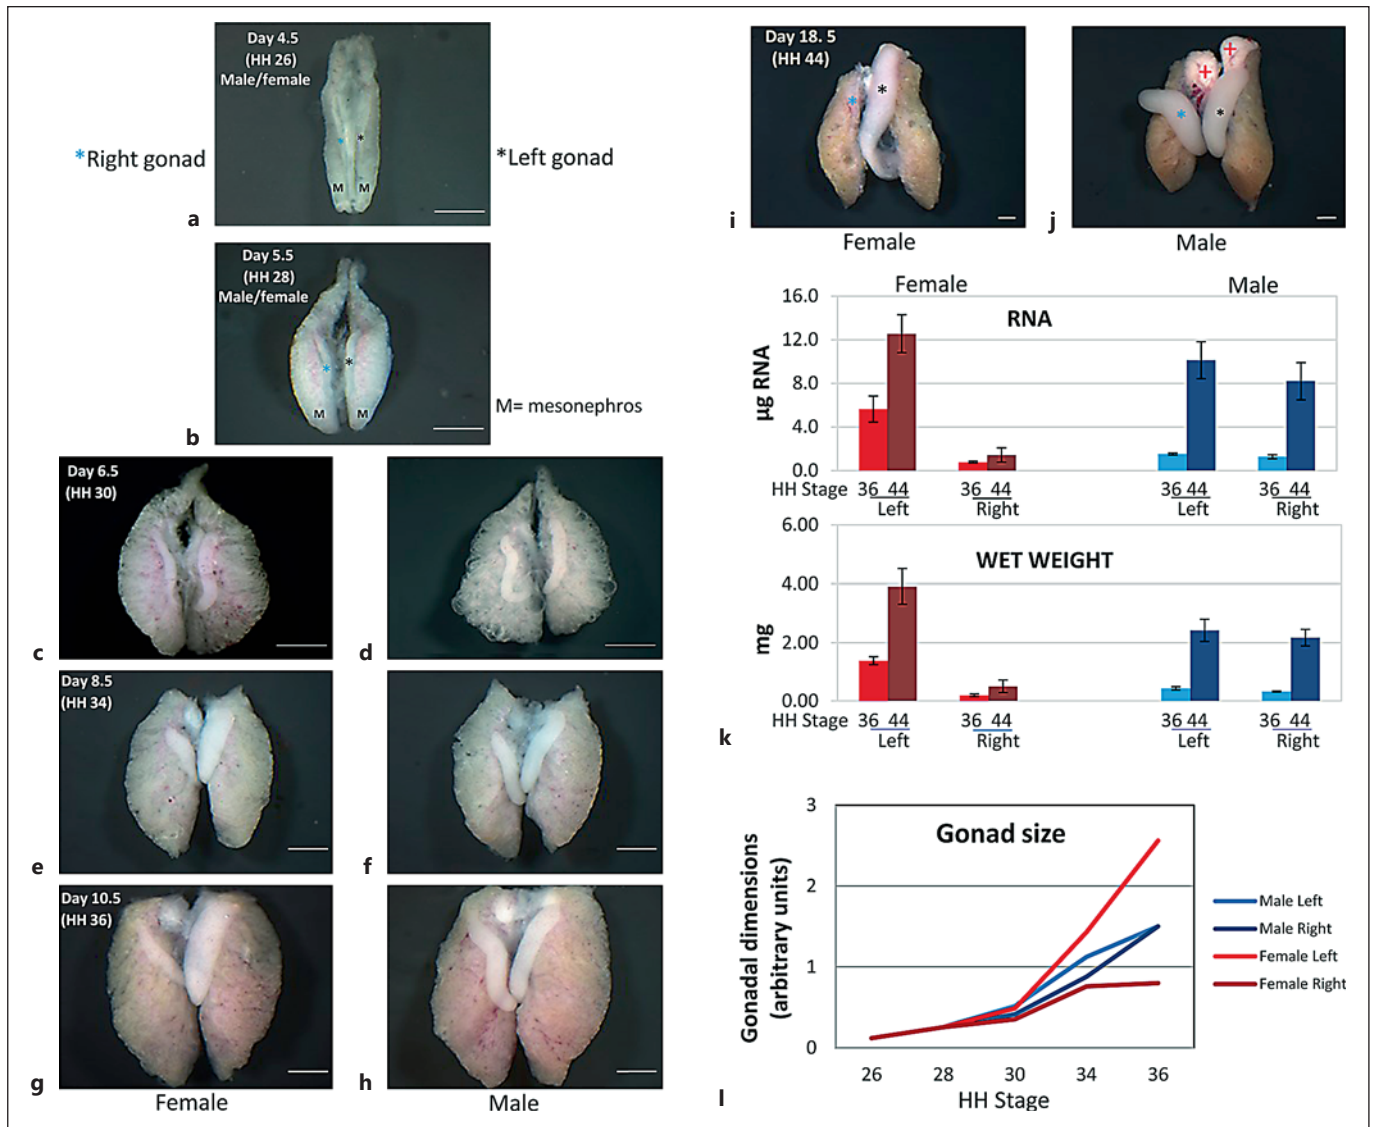 Day 4.5
(HH 26)
Male/female
*Right gonad
*
*
*Left gonad
M M
a
Day 5.5
(HH 28)
Male/female
*
*
M M
M= mesonephros
b
Day 6.5
(HH 30)
c
d
Day 8.5
(HH 34)
e
f
Day 10.5
(HH 36)
g
h
Female
Male
Day 18. 5
(HH 44)
*
*
i
+
+
*
*
j
Female
Male
Female
Male
RNA
µg RNA
16.0
12.0
8.0
4.0
0.0
HH Stage 36 44 36 44 36 44 36 44
Left Right Left Right
WET WEIGHT
mg
6.00
4.00
2.00
0.00
HH Stage 36 44 36 44 36 44 36 44
Left Right Left Right
k
Gonad size
Gonadal dimensions
(arbitrary units)
3
2
1
0
26 28 30 34 36
HH Stage
Male Left
Male Right
Female Left
Female Right
l